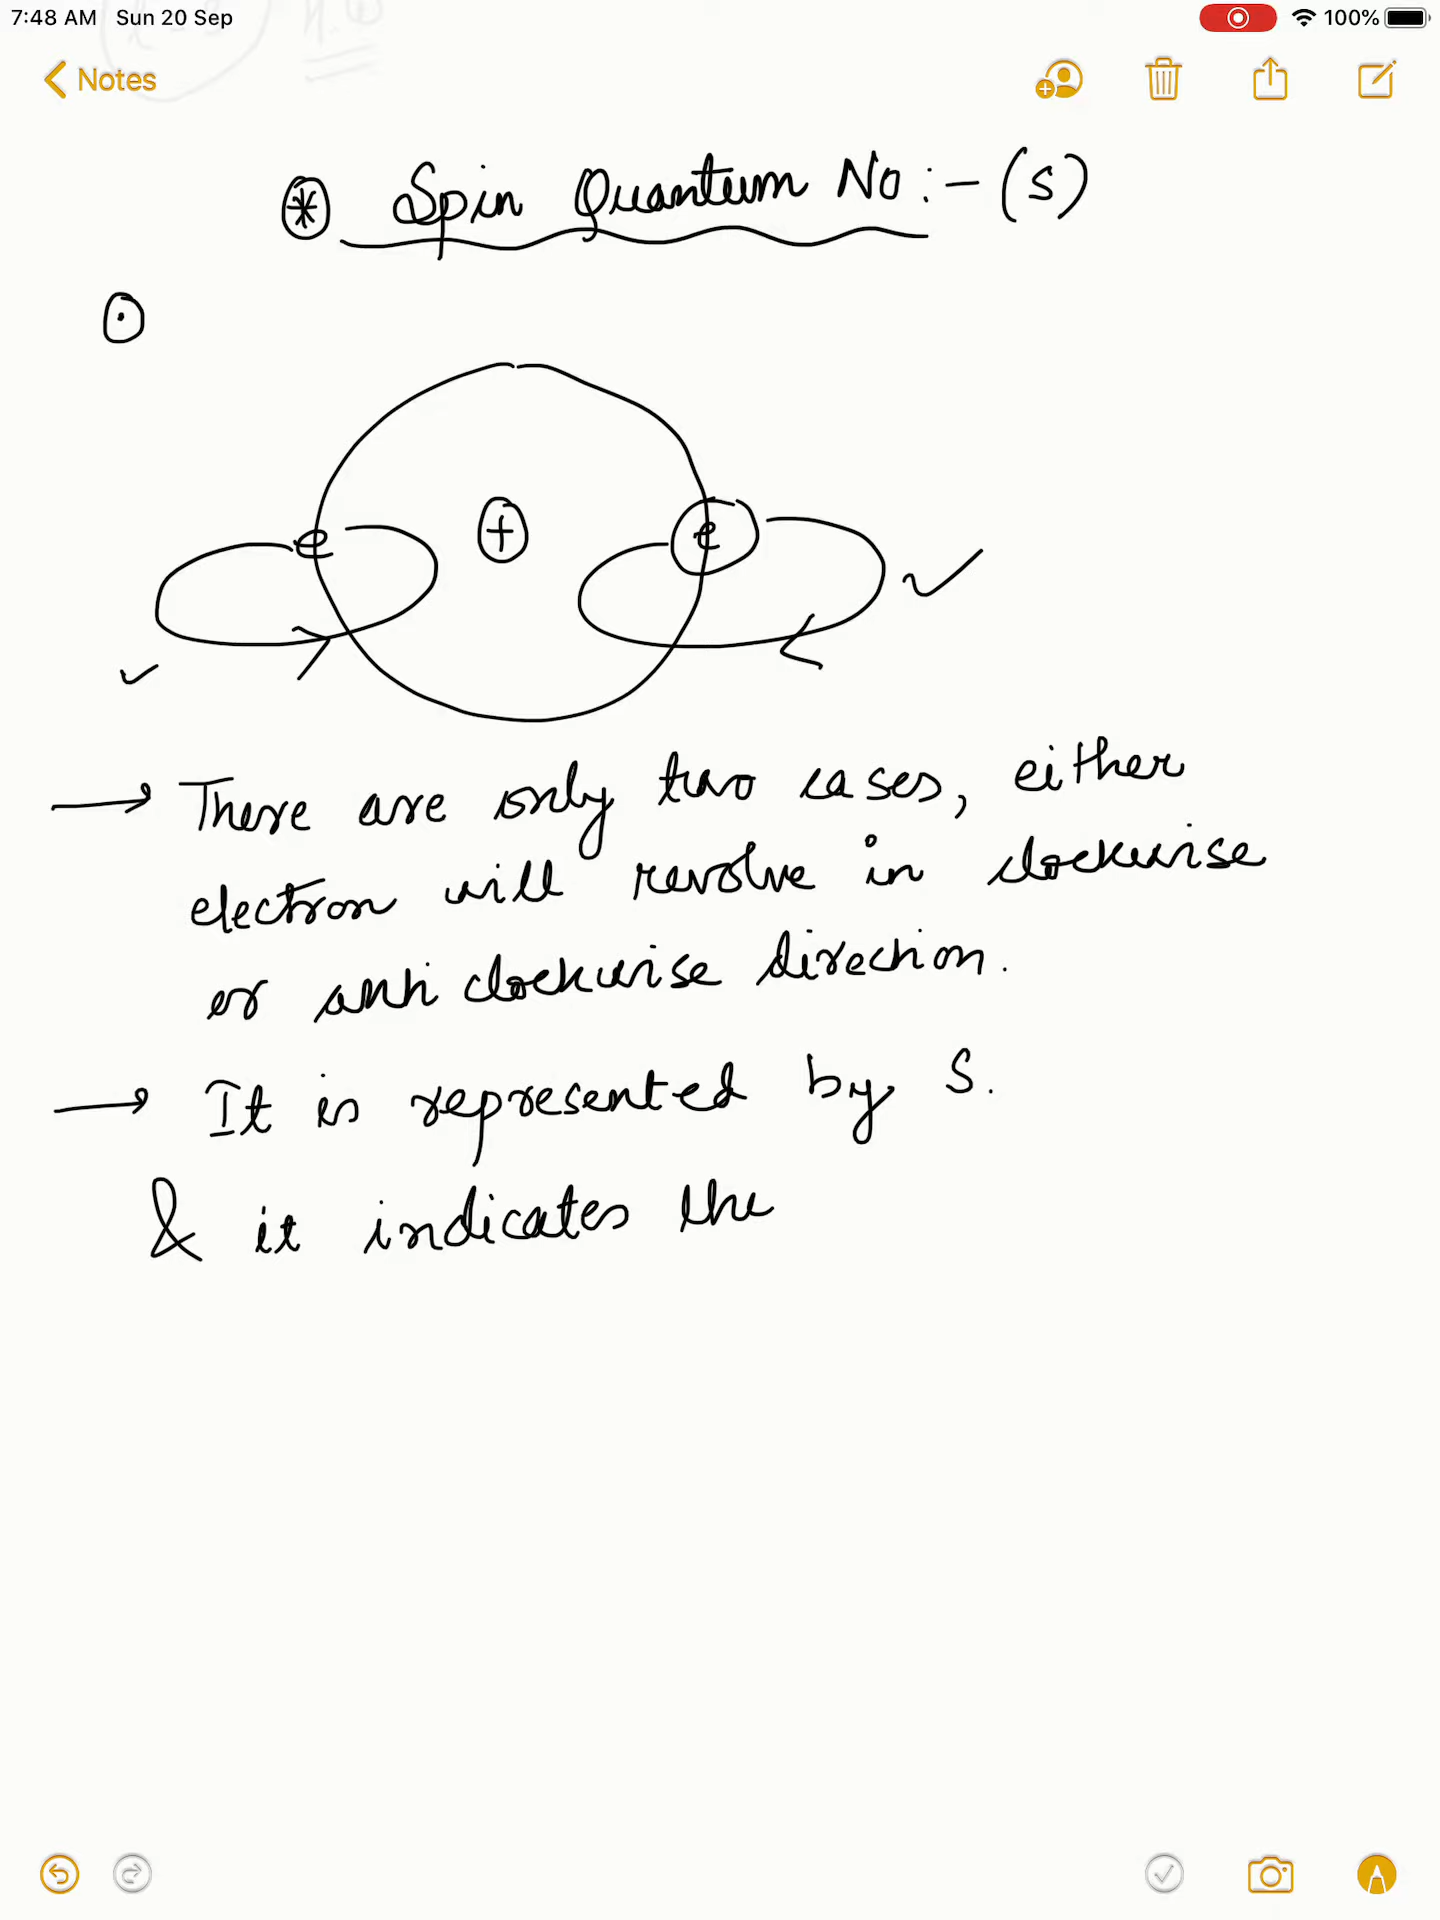 7:48 AM Sun 20 Sep
100%
Notes
* Spin Quantum No:- (s)
+
e
e
→ There are only two cases, either
electron will revolve in clockwise
or anti clockwise direction.
→ It is represented by S.
& it indicates the